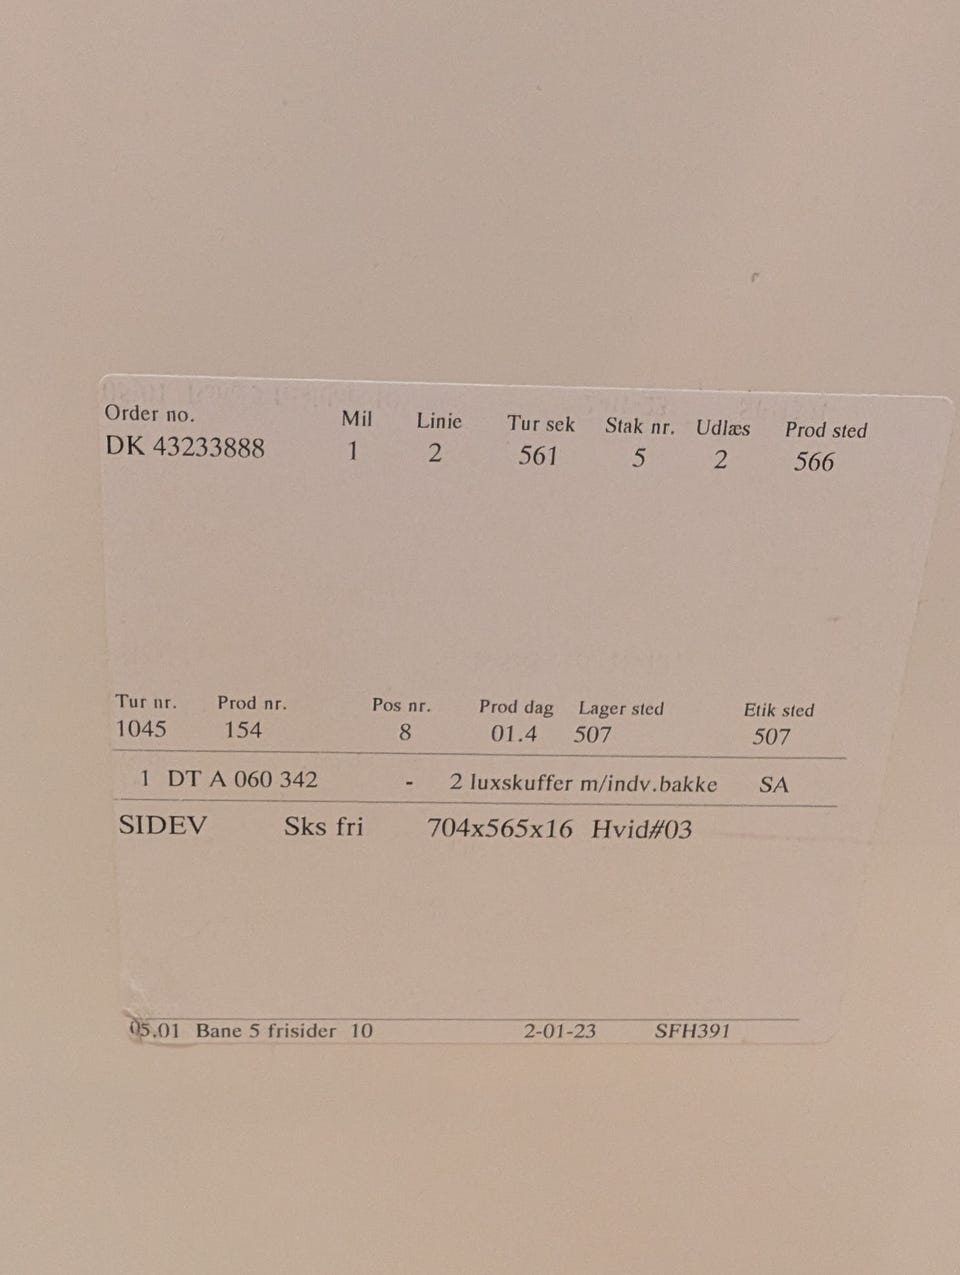 Order no. Mil Linie Tur sek Stak nr. Udlæs Prod sted
DK 43233888 1 2 561 5 2 566
Tur nr. Prod nr. Pos nr. Prod dag Lager sted Etik sted
1045 154 8 01.4 507 507
1 DT A 060 342 - 2 luxskuffer m/indv.bakke SA
SIDEV Sks fri 704x565x16 Hvid#03
05.01 Bane 5 frisider 10 2-01-23 SFH391